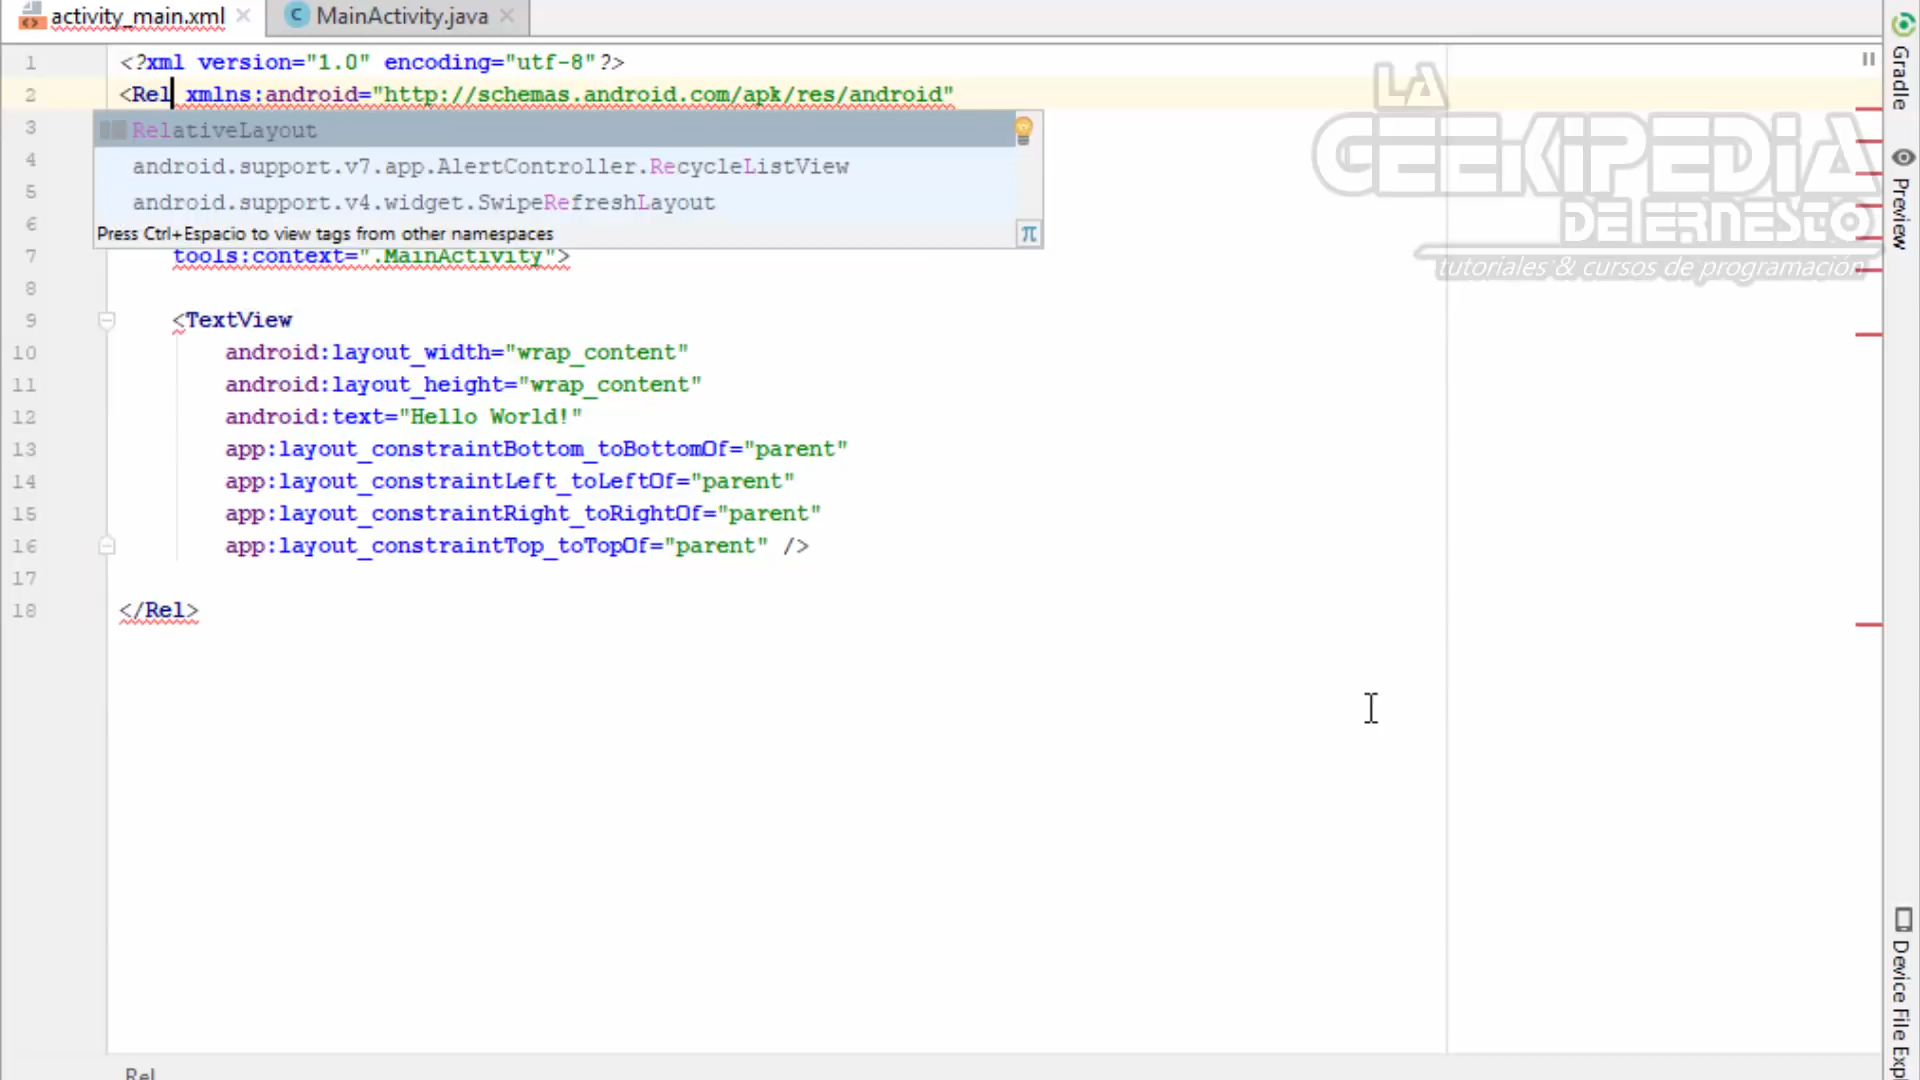 activity_main.xml
MainActivity.java
1 <?xml version="1.0" encoding="utf-8"?>
2 <Rel xmlns:android="http://schemas.android.com/apk/res/android"
3
RelativeLayout
4
android.support.v7.app.AlertController.RecycleListView
5
android.support.v4.widget.SwipeRefreshLayout
6
Press Ctrl+Espacio to view tags from other namespaces
π
7 tools:context=".MainActivity">
8
9 <TextView
10 android:layout_width="wrap_content"
11 android:layout_height="wrap_content"
12 android:text="Hello World!"
13 app:layout_constraintBottom_toBottomOf="parent"
14 app:layout_constraintLeft_toLeftOf="parent"
15 app:layout_constraintRight_toRightOf="parent"
16 app:layout_constraintTop_toTopOf="parent" />
17
18 </Rel>
Rel
LA
GEEKIPEDIA
DE ERNESTO
tutoriales & cursos de programación
Gradle
Preview
Device File Expl